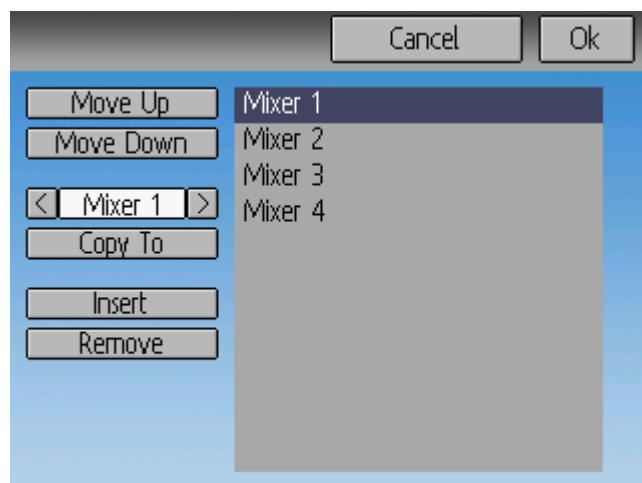 Cancel
Ok
Move Up
Move Down
< Mixer 1 >
Copy To
Insert
Remove
Mixer 1
Mixer 2
Mixer 3
Mixer 4